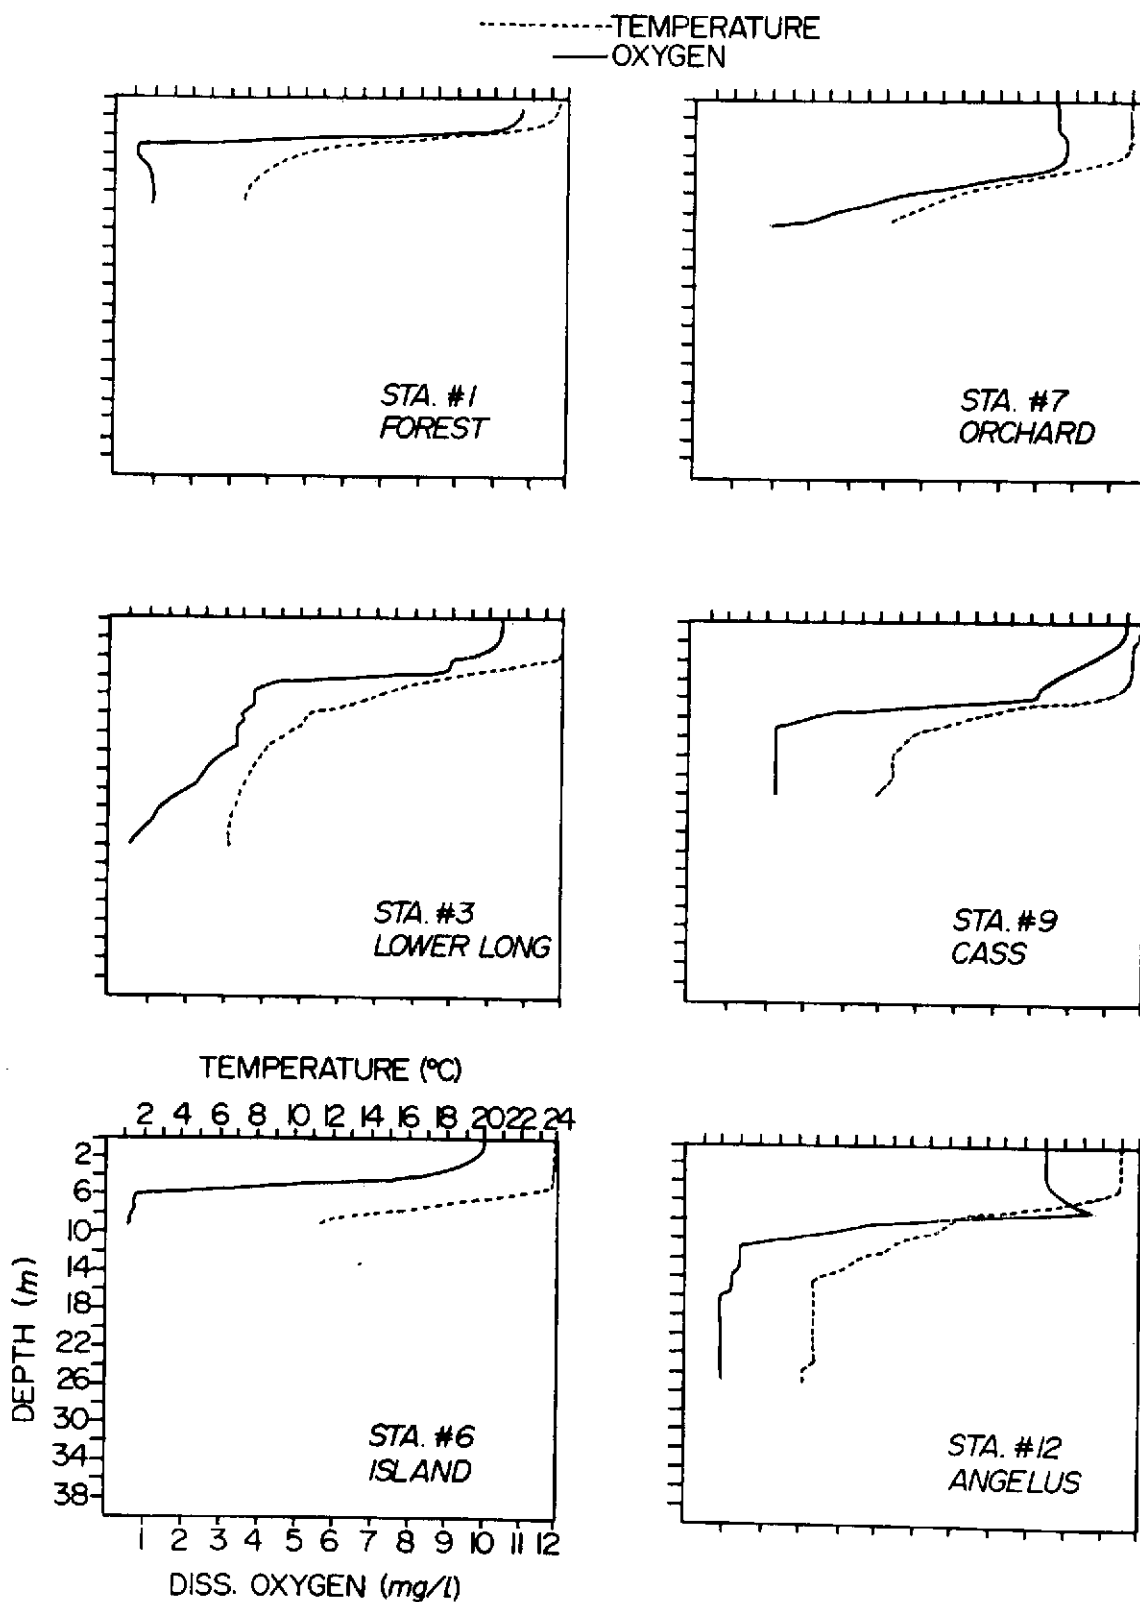 TEMPERATURE
OXYGEN
STA. #1
FOREST
STA. #7
ORCHARD
STA. #3
LOWER LONG
STA. #9
CASS
TEMPERATURE (°C)
2 4 6 8 10 12 14 16 18 20 22 24
2
6
10
14
18
22
26
30
34
38
DEPTH (m)
STA. #6
ISLAND
1 2 3 4 5 6 7 8 9 10 11 12
DISS. OXYGEN (mg/l)
STA. #12
ANGELUS